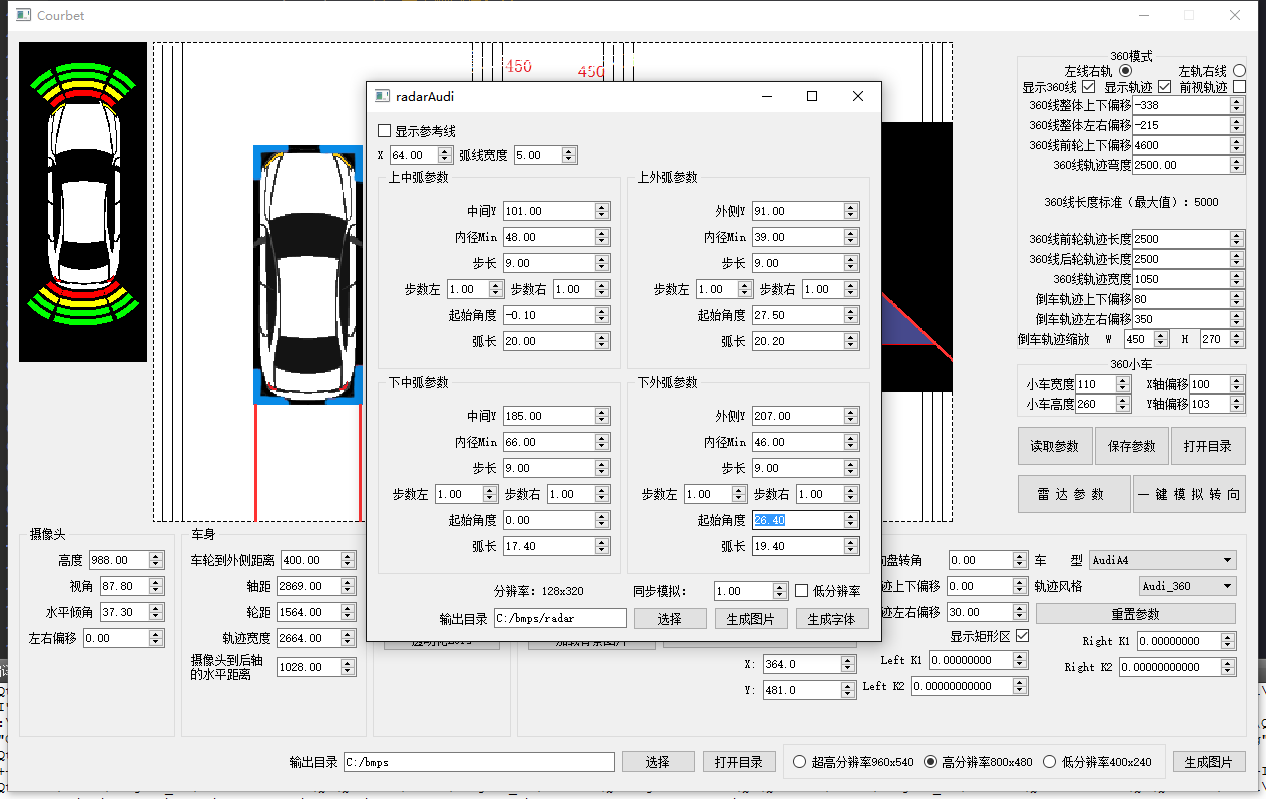 Courbet
450
450
360模式
左线右轨
左轨右线
显示360线
显示轨迹
前视轨迹
360线整体上下偏移 -338
360线整体左右偏移 -215
360线前轮上下偏移 4600
360线轨迹弯度 2500.00
360线长度标准（最大值）: 5000
360线前轮轨迹长度 2500
360线后轮轨迹长度 2500
360线轨迹宽度 1050
倒车轨迹上下偏移 80
倒车轨迹左右偏移 350
倒车轨迹缩放 W 450 H 270
360小车
小车宽度 110 X轴偏移 100
小车高度 260 Y轴偏移 103
读取参数
保存参数
打开目录
雷达参数
一键模拟转向
radarAudi
显示参考线
X 64.00 弧线宽度 5.00
上中弧参数
中间Y 101.00
内径Min 48.00
步长 9.00
步数左 1.00 步数右 1.00
起始角度 -0.10
弧长 20.00
上外弧参数
外侧Y 91.00
内径Min 39.00
步长 9.00
步数左 1.00 步数右 1.00
起始角度 27.50
弧长 20.20
下中弧参数
中间Y 185.00
内径Min 66.00
步长 9.00
步数左 1.00 步数右 1.00
起始角度 0.00
弧长 17.40
下外弧参数
外侧Y 207.00
内径Min 46.00
步长 9.00
步数左 1.00 步数右 1.00
起始角度 26.40
弧长 19.40
分辨率: 128x320
同步模拟: 1.00
低分辨率
输出目录 C:/bmps/radar
选择
生成图片
生成字体
摄像头
高度 988.00
视角 87.80
水平倾角 37.30
左右偏移 0.00
车身
车轮到外侧距离 400.00
轴距 2869.00
轮距 1564.00
轨迹宽度 2664.00
摄像头到后轴
的水平距离 1028.00
盘转角 0.00
车 型 AudiA4
上下偏移 0.00
轨迹风格 Audi_360
左右偏移 30.00
重置参数
显示矩形区
Right K1 0.00000000
X: 364.0
Left K1 0.00000000
Right K2 0.0000000000
Y: 481.0
Left K2 0.00000000000
输出目录 C:/bmps
选择
打开目录
超高分辨率960x540
高分辨率800x480
低分辨率400x240
生成图片